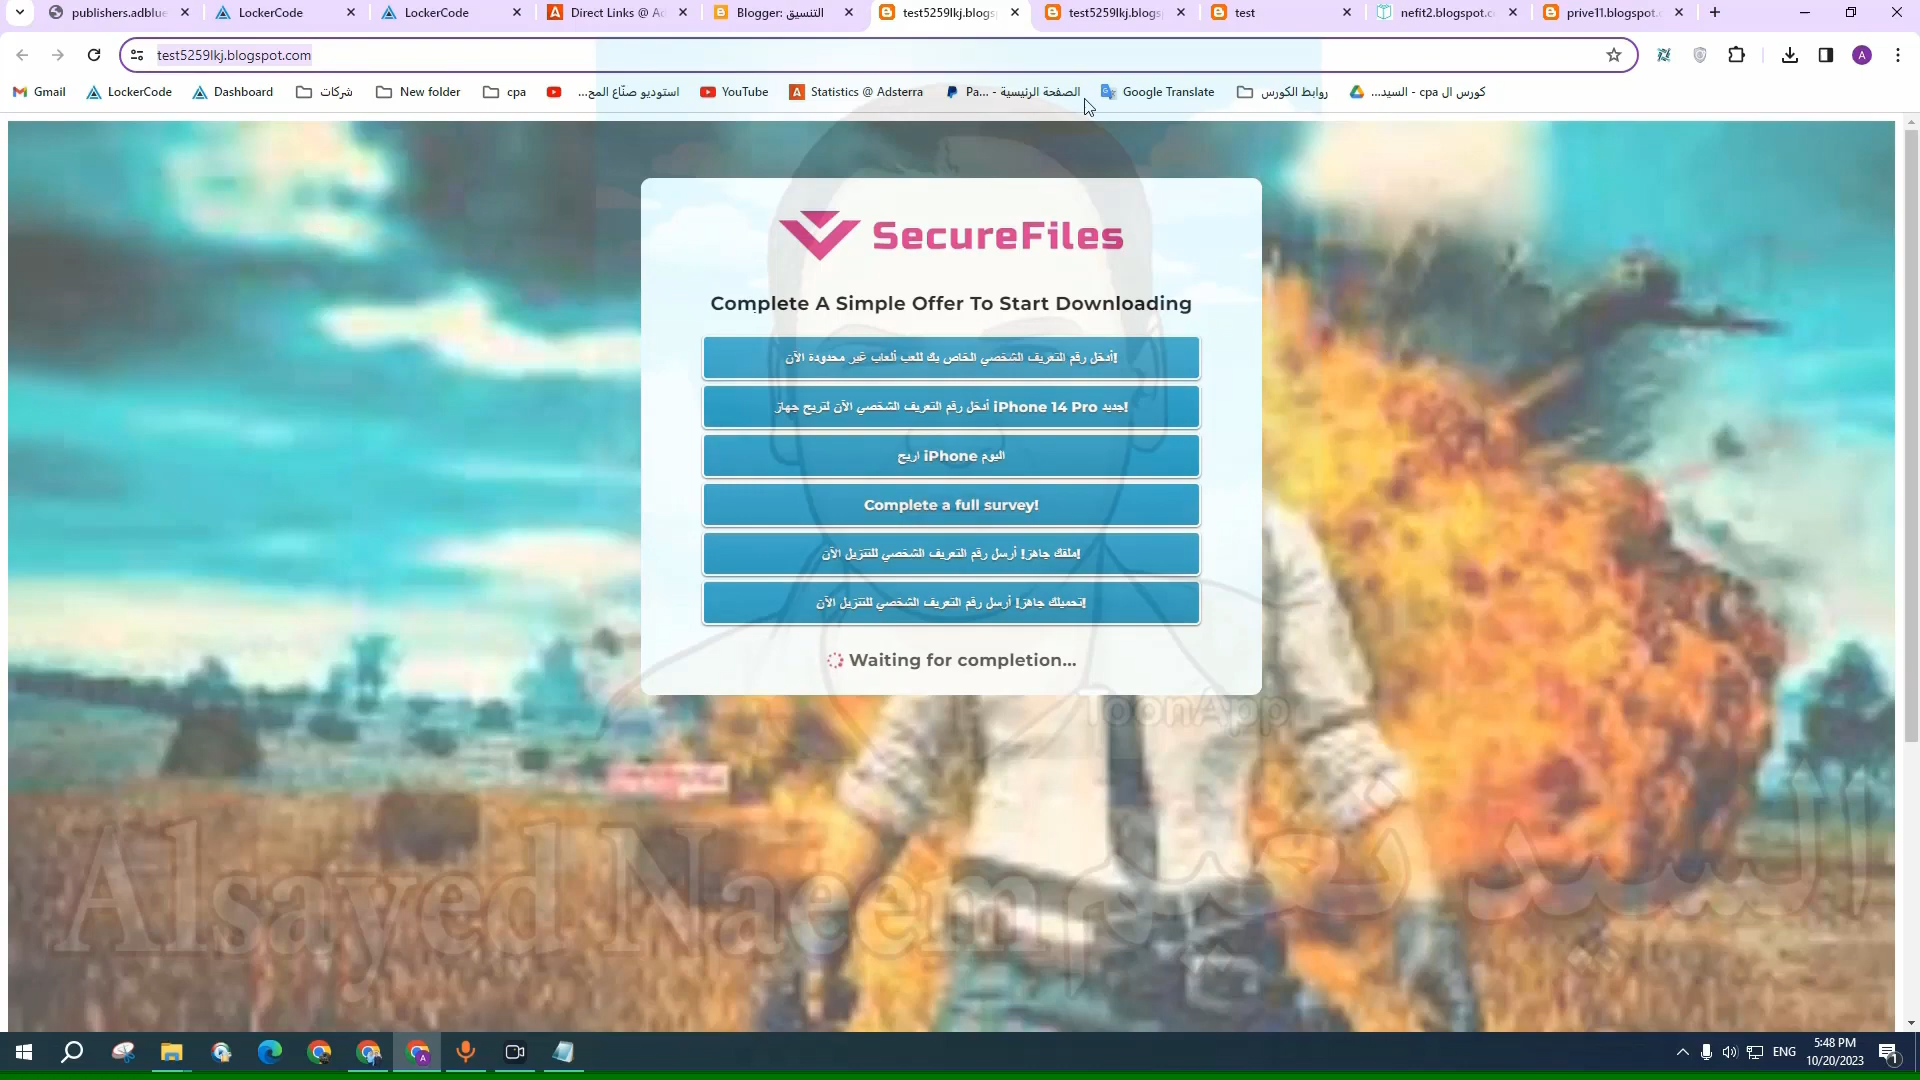 publishers.adblue
LockerCode
LockerCode
Direct Links @ Ad
Blogger: التنسيق
test5259lkj.blogsp
test5259lkj.blogsp
test
nefit2.blogspot.c
prive11.blogspot.c
test5259lkj.blogspot.com
A
Gmail
LockerCode
Dashboard
شركات
New folder
cpa
استوديو صنّاع المح...
YouTube
Statistics @ Adsterra
الصفحة الرئيسية - Pa...
Google Translate
روابط الكورس
كورس ال cpa - السيد...
SecureFiles
Complete A Simple Offer To Start Downloading
أدخل رقم التعريف الشخصي الخاص بك للعب ألعاب غير محدودة الآن!
جديد iPhone 14 Pro أدخل رقم التعريف الشخصي الآن لتربح جهاز!
اربح iPhone اليوم
Complete a full survey!
ملفك جاهز! أرسل رقم التعريف الشخصي للتنزيل الآن!
تحميلك جاهز! أرسل رقم التعريف الشخصي للتنزيل الآن!
Waiting for completion...
ToonApp
Alsayed Naeem السيد نعيم
ENG
5:48 PM
10/20/2023
1